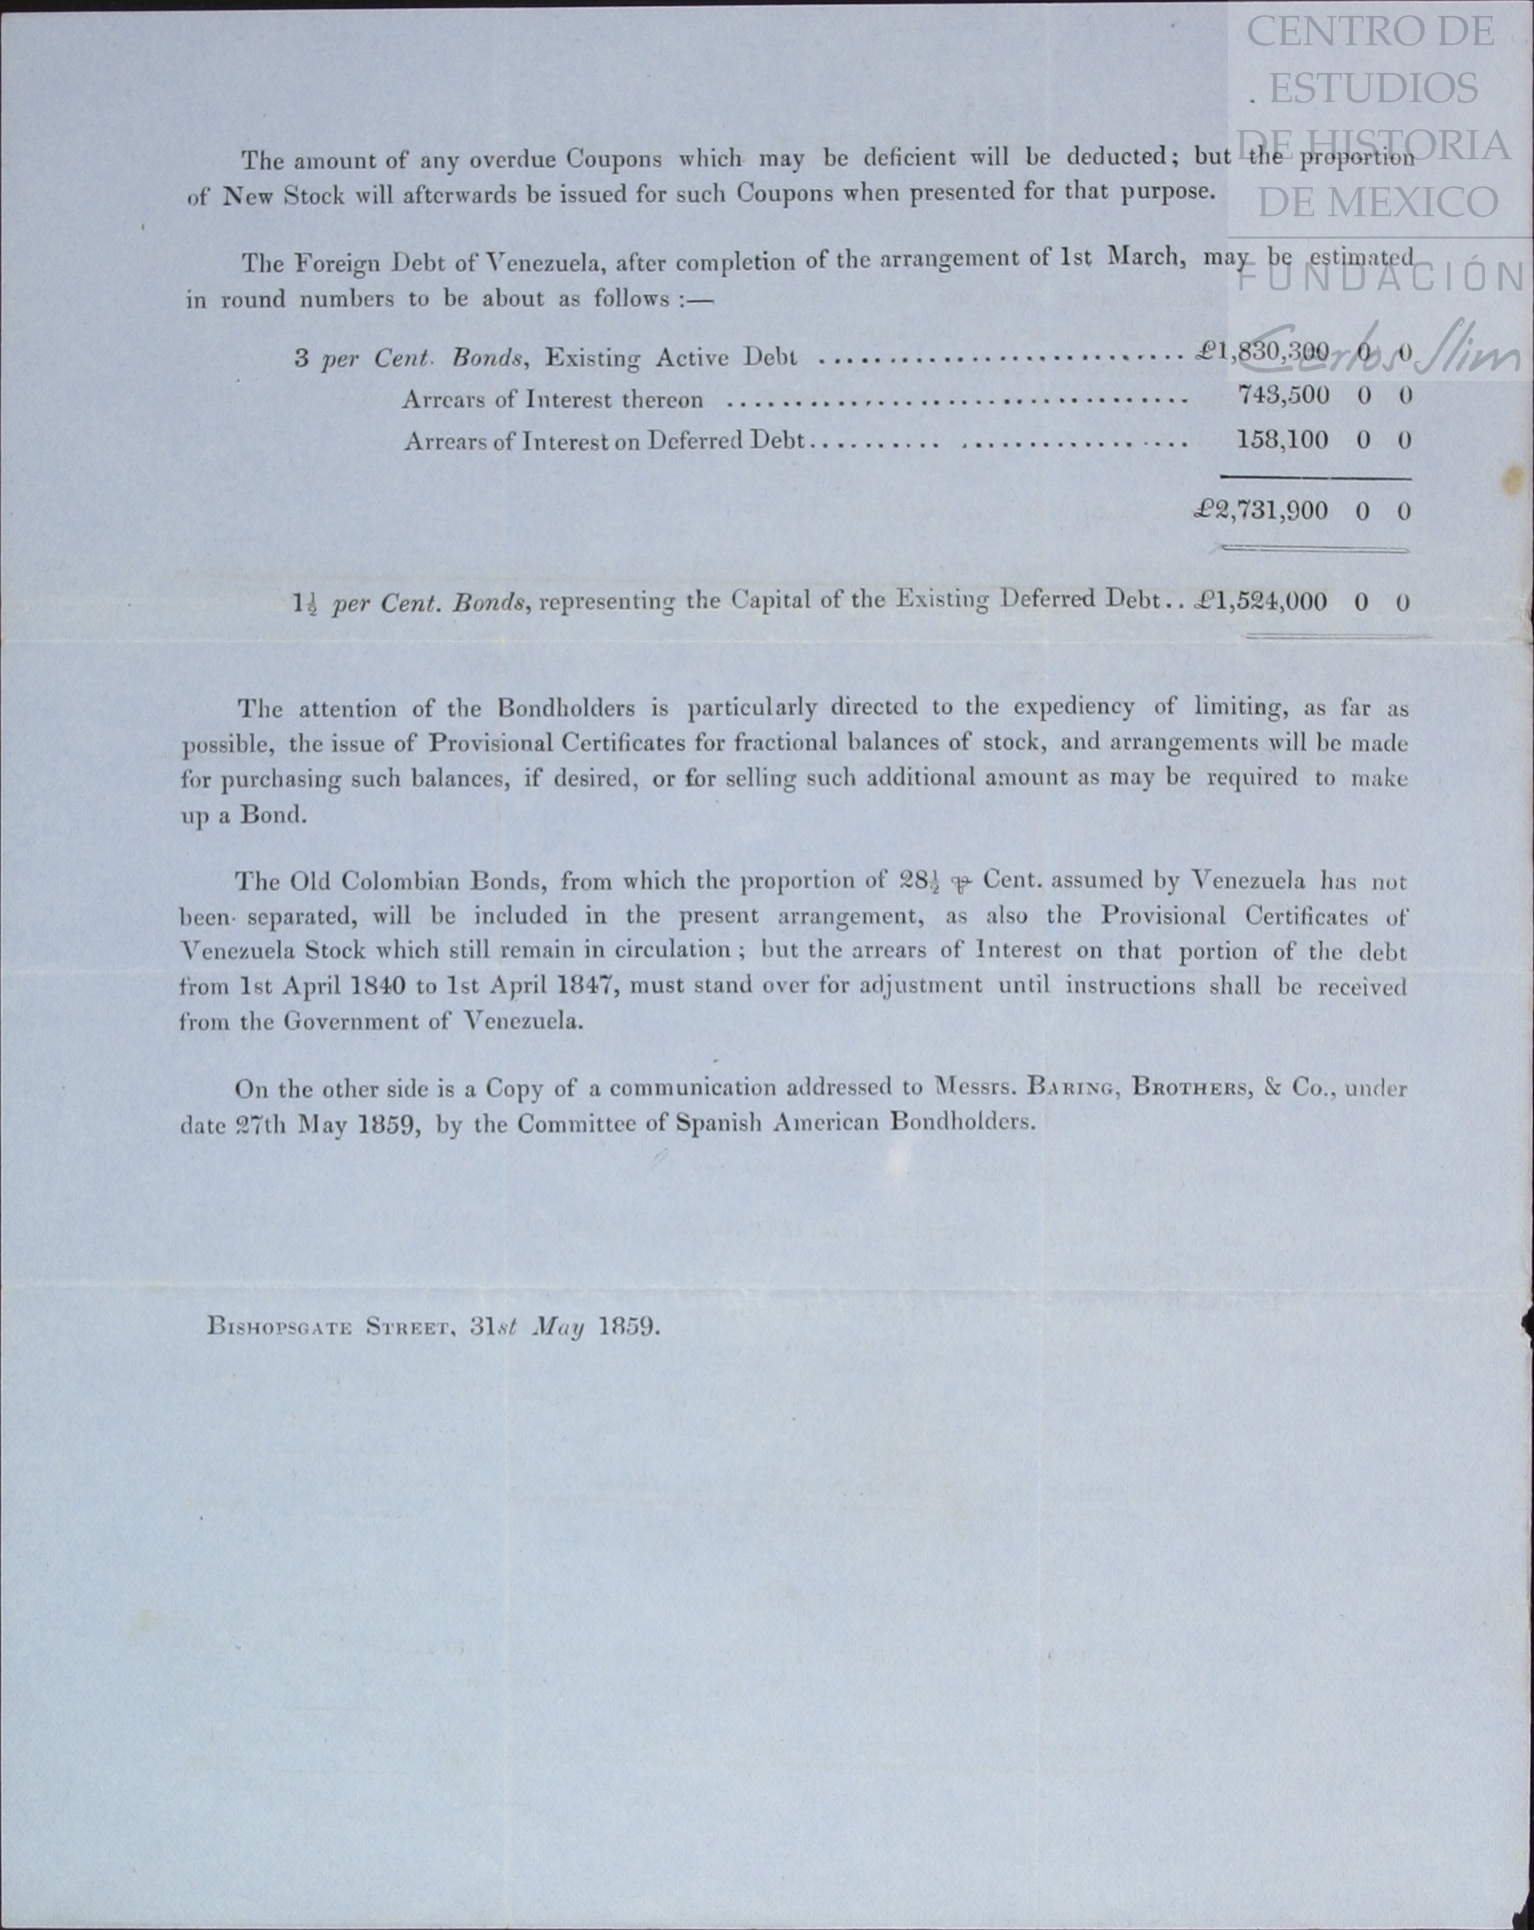 CENTRO DE
ESTUDIOS
DE HISTORIA
DE MEXICO
FUNDACIÓN
Carlos Slim
The amount of any overdue Coupons which may be deficient will be deducted; but the proportion
of New Stock will afterwards be issued for such Coupons when presented for that purpose.
The Foreign Debt of Venezuela, after completion of the arrangement of 1st March, may be estimated
in round numbers to be about as follows :—
3 per Cent. Bonds, Existing Active Debt .............................. £1,830,300 0 0
Arrears of Interest thereon .................................. 743,500 0 0
Arrears of Interest on Deferred Debt........... ................. 158,100 0 0
£2,731,900 0 0
1½ per Cent. Bonds, representing the Capital of the Existing Deferred Debt.. £1,524,000 0 0
The attention of the Bondholders is particularly directed to the expediency of limiting, as far as
possible, the issue of Provisional Certificates for fractional balances of stock, and arrangements will be made
for purchasing such balances, if desired, or for selling such additional amount as may be required to make
up a Bond.
The Old Colombian Bonds, from which the proportion of 28½ ⅌ Cent. assumed by Venezuela has not
been separated, will be included in the present arrangement, as also the Provisional Certificates of
Venezuela Stock which still remain in circulation ; but the arrears of Interest on that portion of the debt
from 1st April 1840 to 1st April 1847, must stand over for adjustment until instructions shall be received
from the Government of Venezuela.
On the other side is a Copy of a communication addressed to Messrs. BARING, BROTHERS, & Co., under
date 27th May 1859, by the Committee of Spanish American Bondholders.
BISHOPSGATE STREET, 31st May 1859.